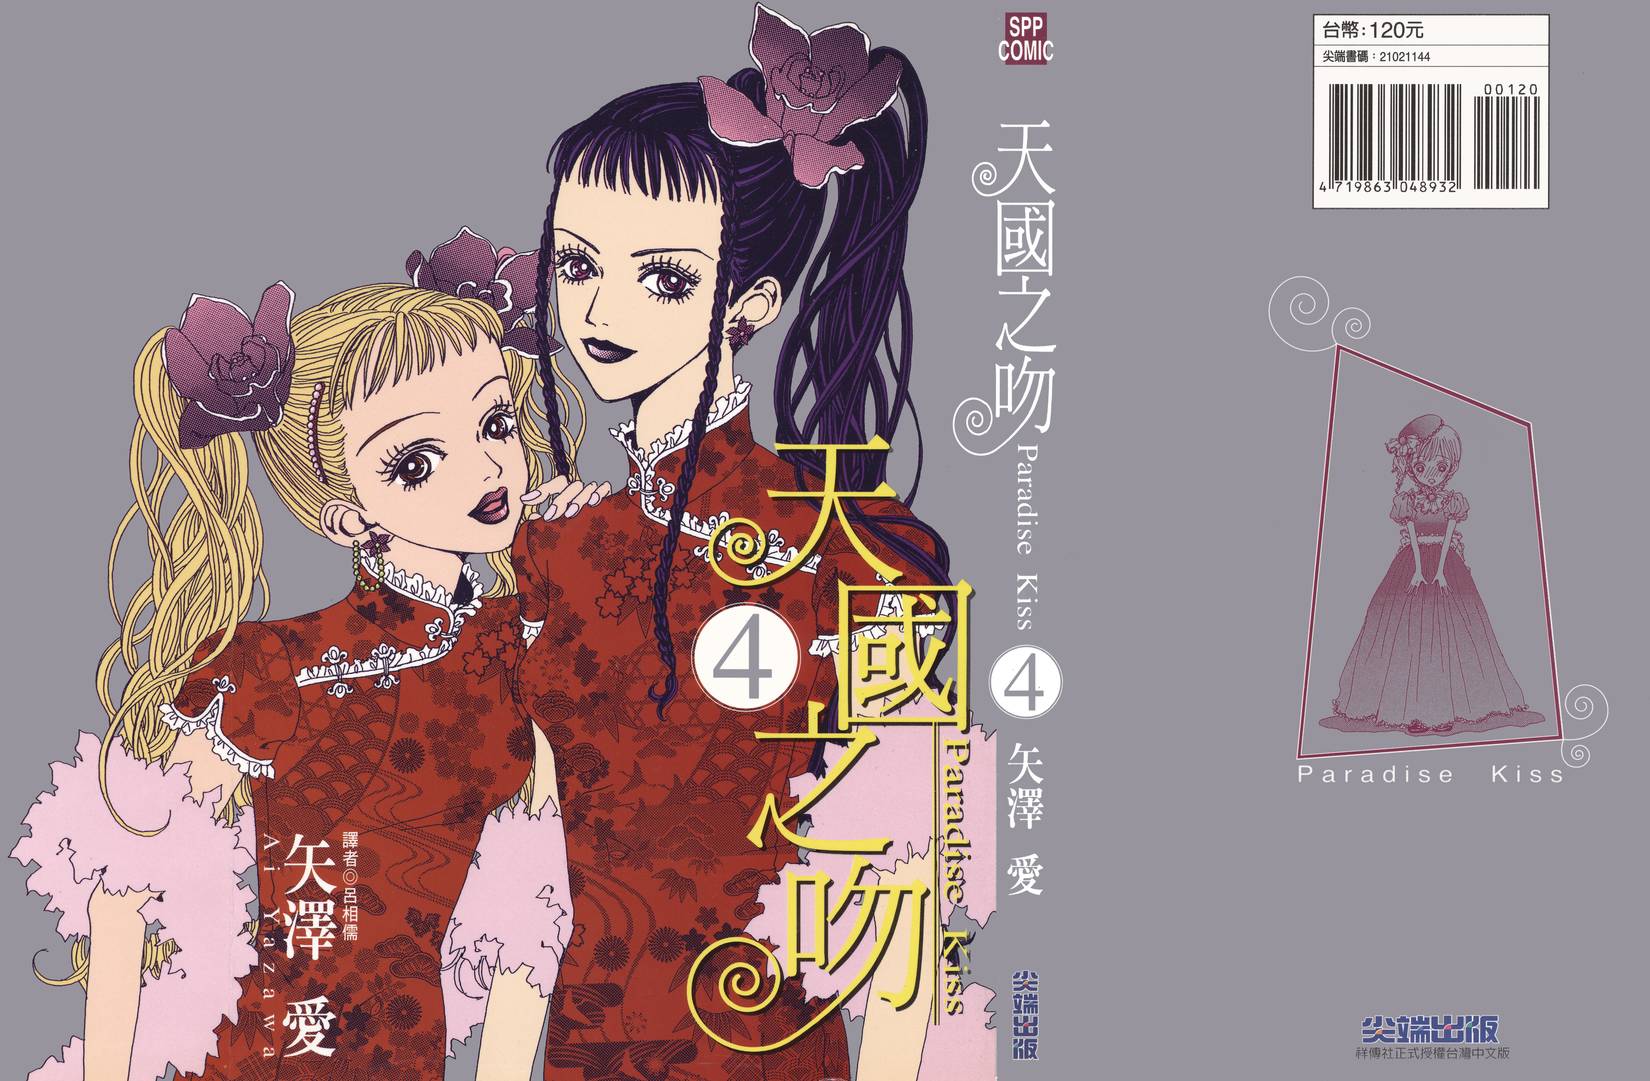 天國之吻
Paradise Kiss
4
譯者◎呂相儒
矢澤 愛
Ai Yazawa
SPP
COMIC
天國之吻
Paradise Kiss
4
矢澤 愛
尖端出版
台幣:120元
尖端書碼：21021144
00120
4 719863 048932
Paradise Kiss
尖端出版
祥傳社正式授權台灣中文版